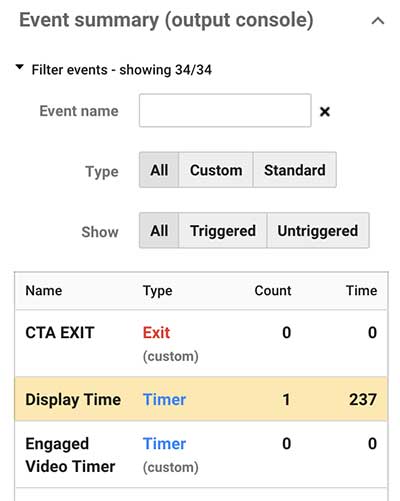 Event summary (output console)
Filter events - showing 34/34
Event name
Type All Custom Standard
Show All Triggered Untriggered
Name Type Count Time
CTA EXIT Exit 0 0
(custom)
Display Time Timer 1 237
Engaged Timer 0 0
Video Timer (custom)